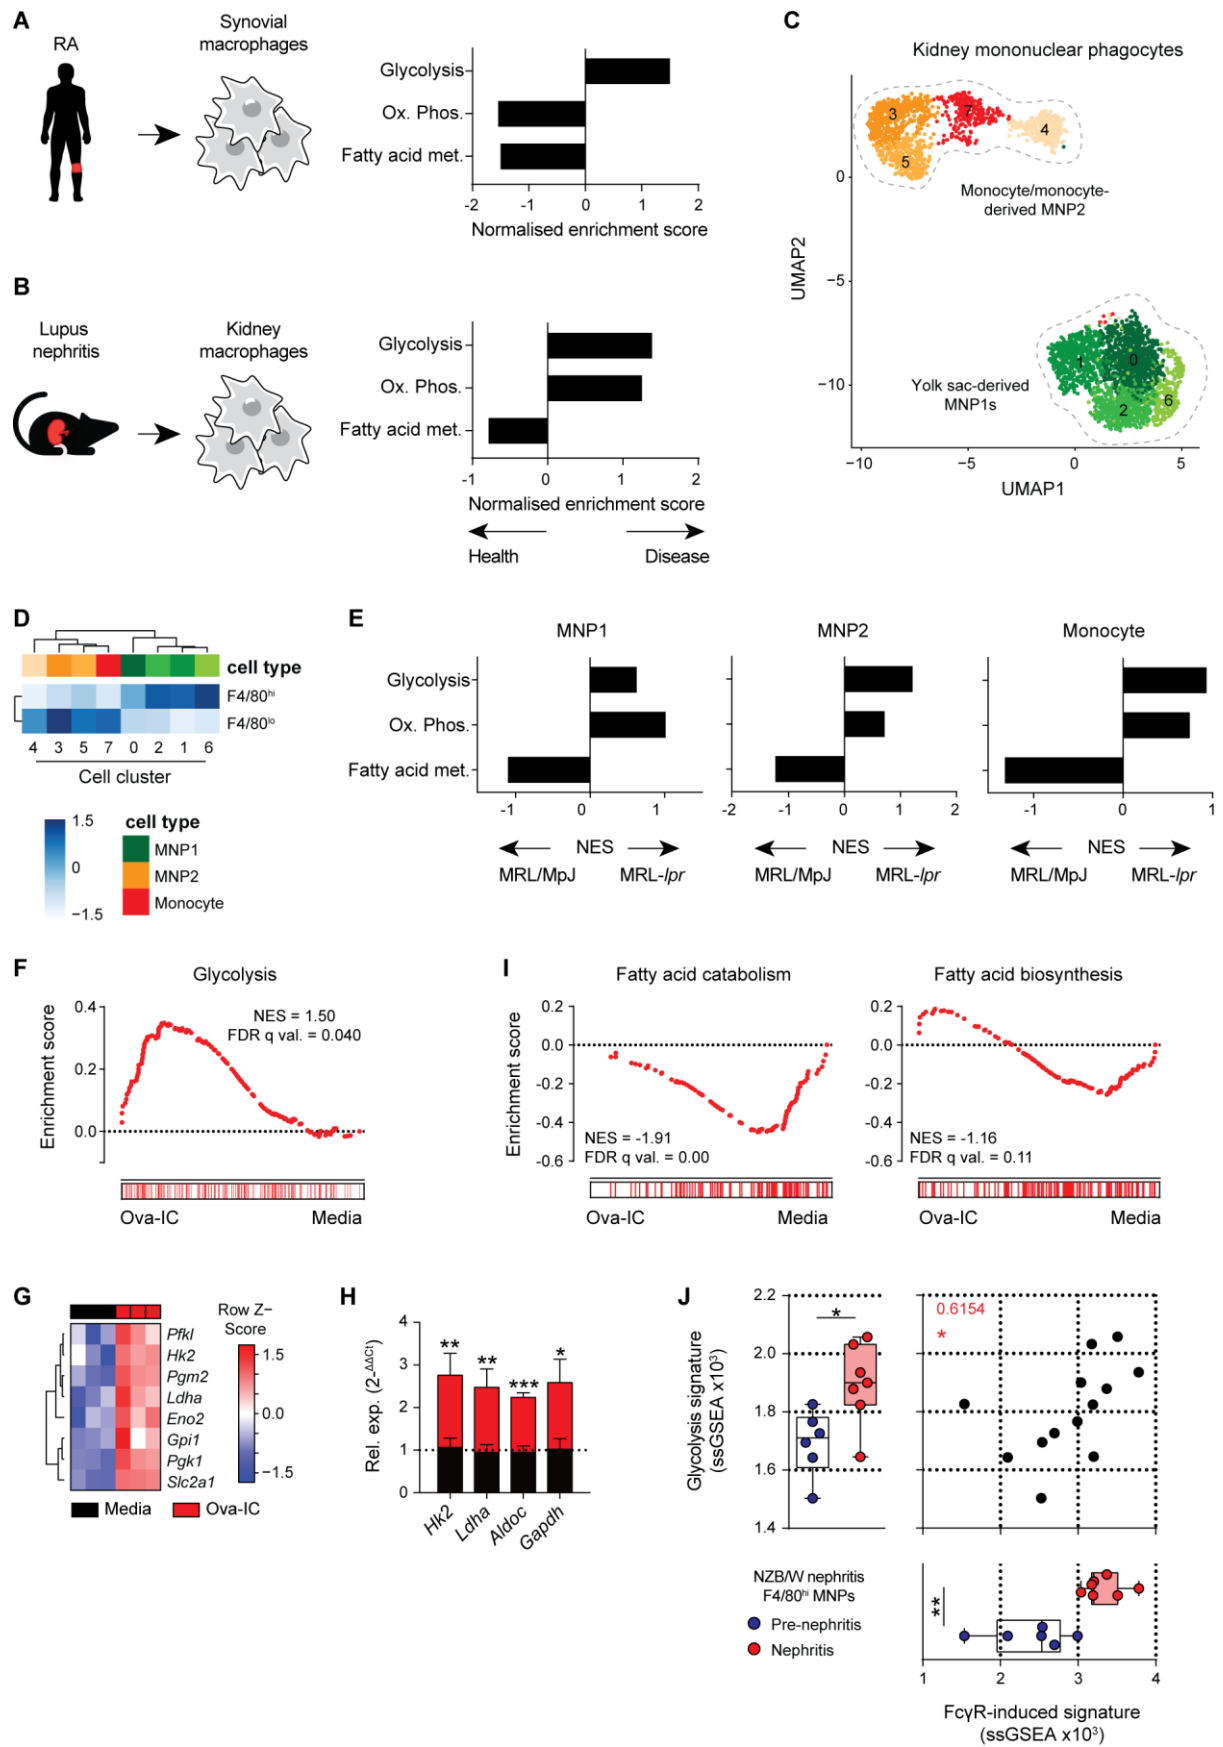 A
RA
Synovial
macrophages
Glycolysis
Ox. Phos.
Fatty acid met.
-2 -1 0 1 2
Normalised enrichment score
B
Lupus
nephritis
Kidney
macrophages
Glycolysis
Ox. Phos.
Fatty acid met.
-1 0 1 2
Normalised enrichment score
Health Disease
C
Kidney mononuclear phagocytes
3 7 4
5
Monocyte/monocyte-
derived MNP2
1 0
2 6
Yolk sac-derived
MNP1s
0
−5
−10
UMAP2
−10 −5 0 5
UMAP1
D
cell type
F4/80hi
F4/80lo
4 3 5 7 0 2 1 6
Cell cluster
1.5
0
−1.5
cell type
MNP1
MNP2
Monocyte
E
MNP1 MNP2 Monocyte
Glycolysis
Ox. Phos.
Fatty acid met.
-1 0 1
-2 -1 0 1 2
-1 0 1
NES NES NES
MRL/MpJ MRL-lpr MRL/MpJ MRL-lpr MRL/MpJ MRL-lpr
F
Glycolysis
NES = 1.50
FDR q val. = 0.040
0.4
0.2
0.0
Enrichment score
Ova-IC Media
I
Fatty acid catabolism
0.2
0.0
-0.2
-0.4
-0.6
Enrichment score
NES = -1.91
FDR q val. = 0.00
Ova-IC Media
Fatty acid biosynthesis
0.2
0.0
-0.2
-0.4
-0.6
NES = -1.16
FDR q val. = 0.11
Ova-IC Media
G
Row Z−
Score
1.5
0.0
−1.5
Pfkl
Hk2
Pgm2
Ldha
Eno2
Gpi1
Pgk1
Slc2a1
Media Ova-IC
H
Rel. exp. (2-ΔΔCt)
4
3
2
1
0
** ** *** *
Hk2 Ldha Aldoc Gapdh
J
Glycolysis signature
(ssGSEA x10³)
2.2
2.0
1.8
1.6
1.4
*
0.6154
*
NZB/W nephritis
F4/80hi MNPs
Pre-nephritis
Nephritis
**
1 2 3 4
FcγR-induced signature
(ssGSEA x10³)